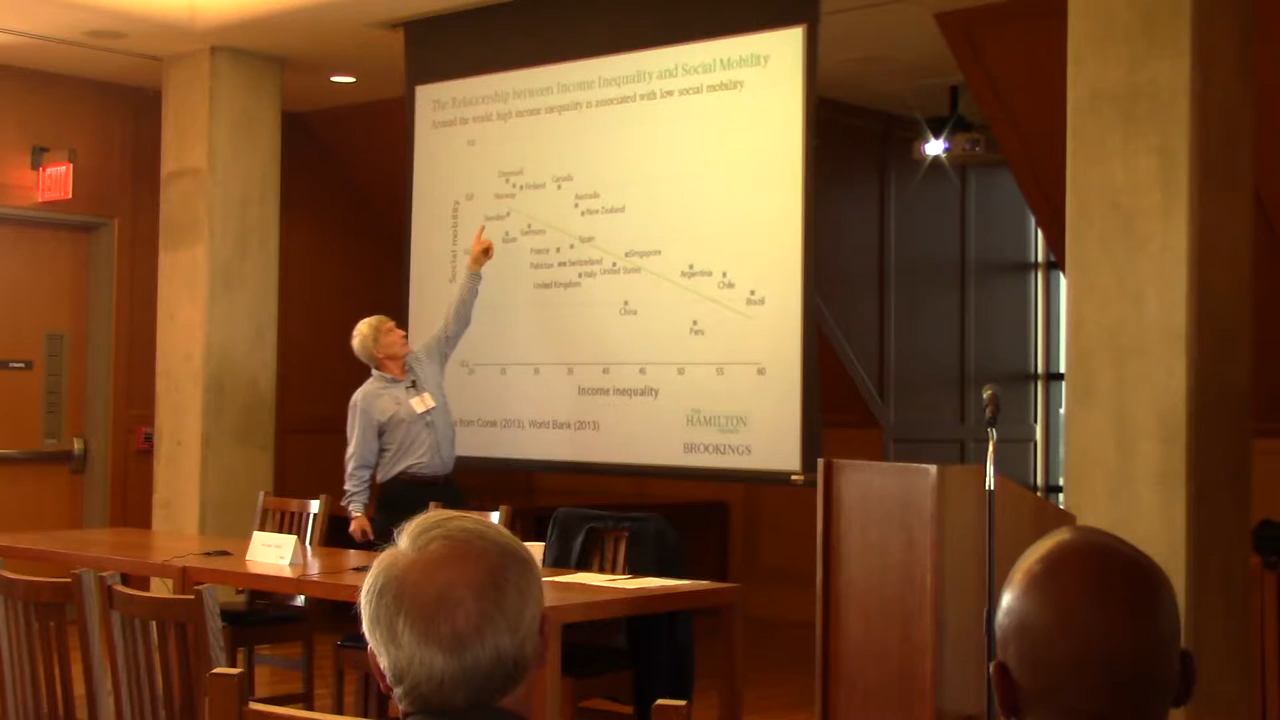 The Relationship between Income Inequality and Social Mobility
Around the world, high income inequality is associated with low social mobility
EXIT
Social mobility
Denmark
Norway
Finland
Canada
Australia
New Zealand
Sweden
Germany
Japan
Spain
France
Singapore
Pakistan
Switzerland
United States
Italy
United Kingdom
Argentina
Chile
Brazil
China
Peru
35
40
45
50
55
60
Income inequality
from Corak (2013), World Bank (2013)
THE
HAMILTON
PROJECT
BROOKINGS